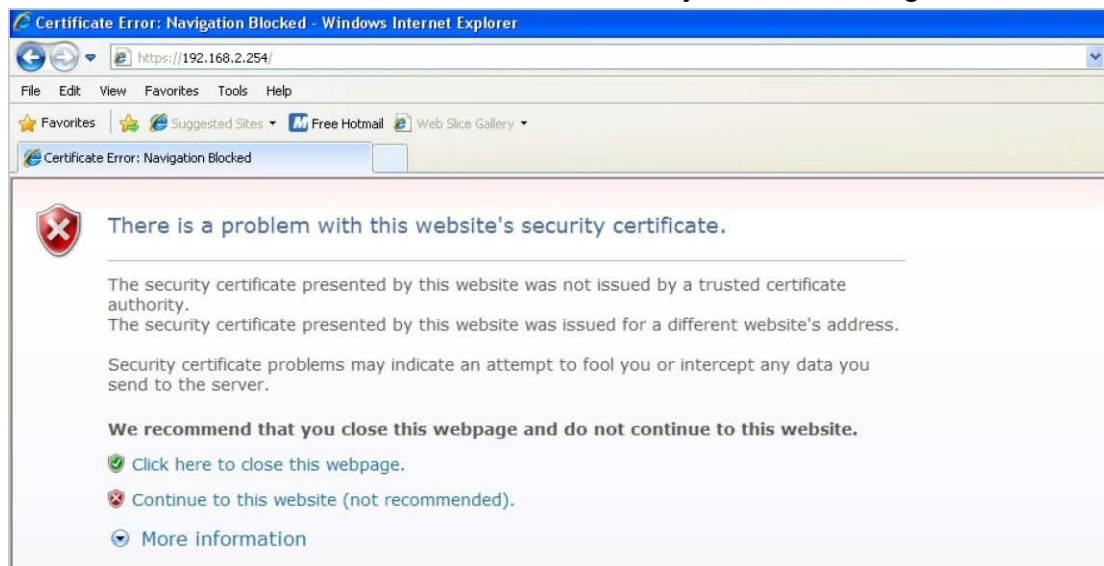 Certificate Error: Navigation Blocked - Windows Internet Explorer
https://192.168.2.254/
File Edit View Favorites Tools Help
Favorites Suggested Sites Free Hotmail Web Slice Gallery
Certificate Error: Navigation Blocked
There is a problem with this website's security certificate.
The security certificate presented by this website was not issued by a trusted certificate
authority.
The security certificate presented by this website was issued for a different website's address.
Security certificate problems may indicate an attempt to fool you or intercept any data you
send to the server.
We recommend that you close this webpage and do not continue to this website.
Click here to close this webpage.
Continue to this website (not recommended).
More information